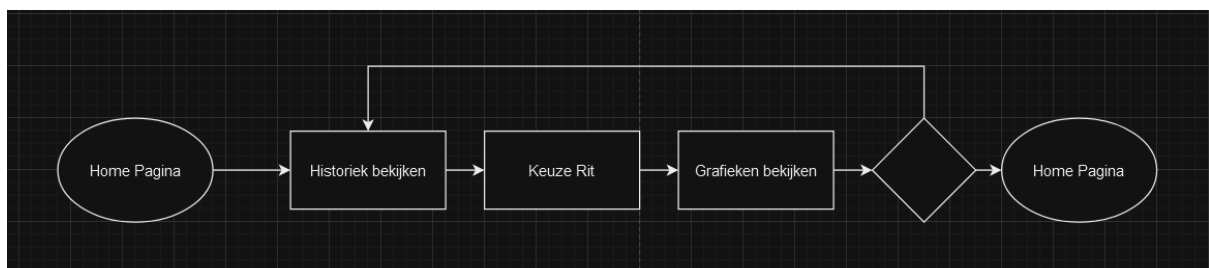 Home Pagina
Historiek bekijken
Keuze Rit
Grafieken bekijken
Home Pagina